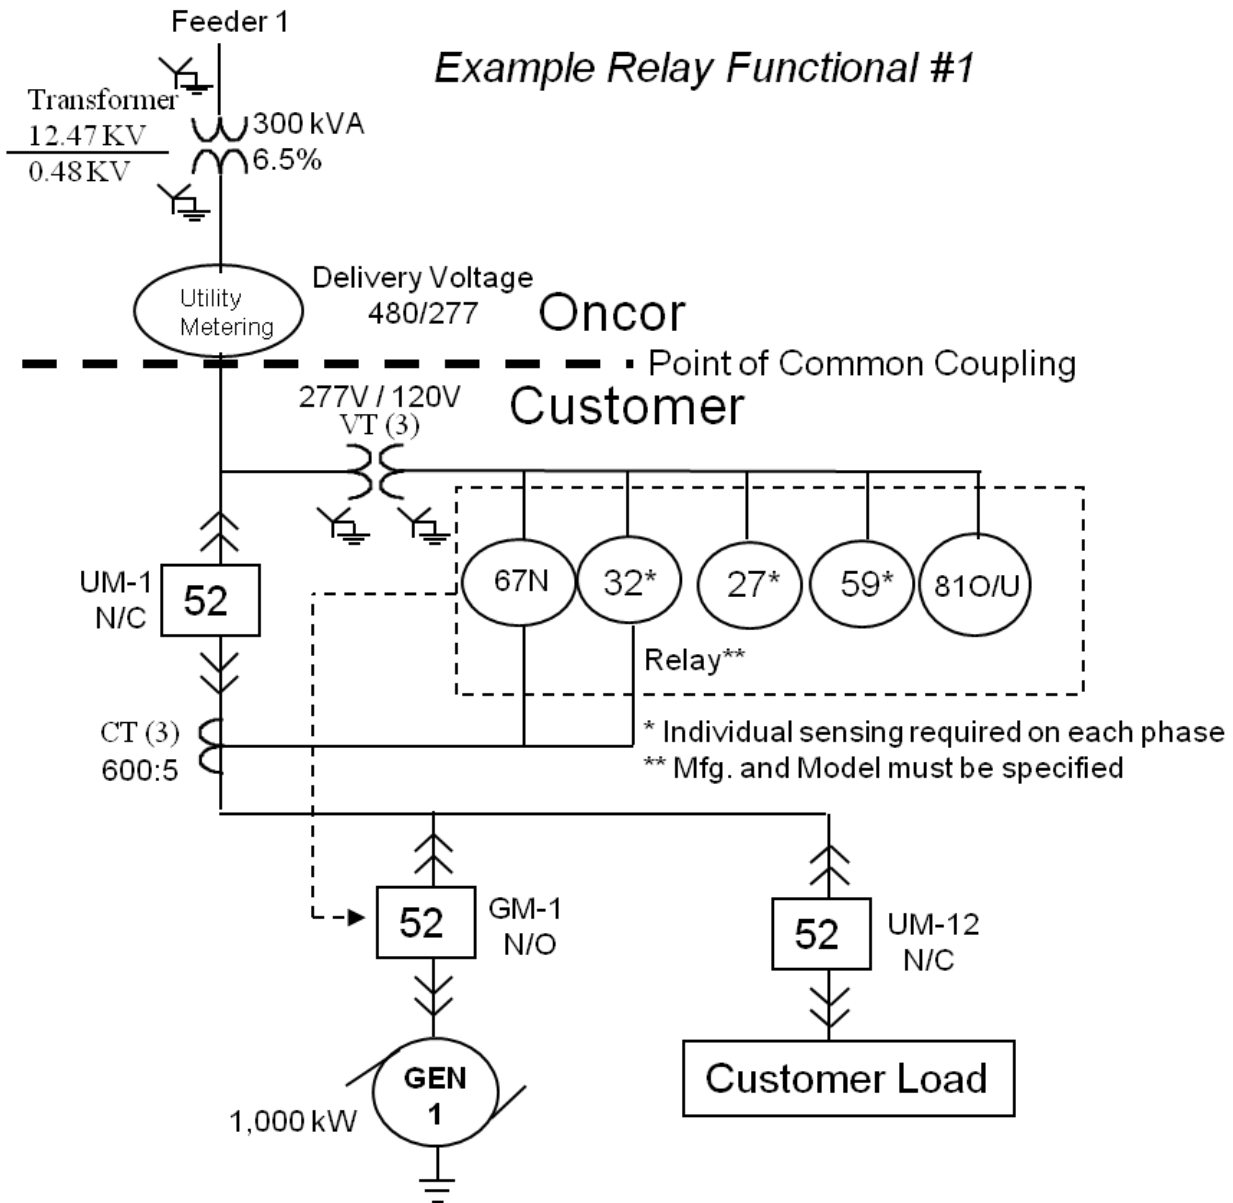 Feeder 1
Example Relay Functional #1
Transformer
12.47 KV
0.48 KV
300 kVA
6.5%
Utility
Metering
Delivery Voltage
480/277
Oncor
Point of Common Coupling
277V / 120V
VT (3)
Customer
UM-1
N/C
52
67N
32*
27*
59*
81O/U
Relay**
CT (3)
600:5
* Individual sensing required on each phase
** Mfg. and Model must be specified
52
GM-1
N/O
52
UM-12
N/C
GEN
1
1,000 kW
Customer Load